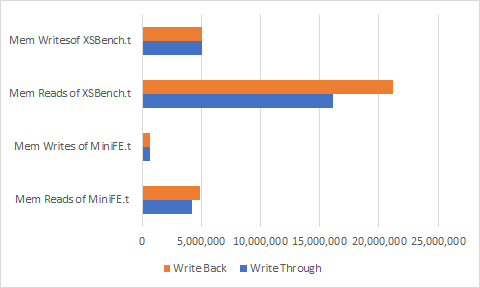 Mem Writesof XSBench.t
Mem Reads of XSBench.t
Mem Writes of MiniFE.t
Mem Reads of MiniFE.t
0 5,000,000 10,000,000 15,000,000 20,000,000 25,000,000
Write Back Write Through